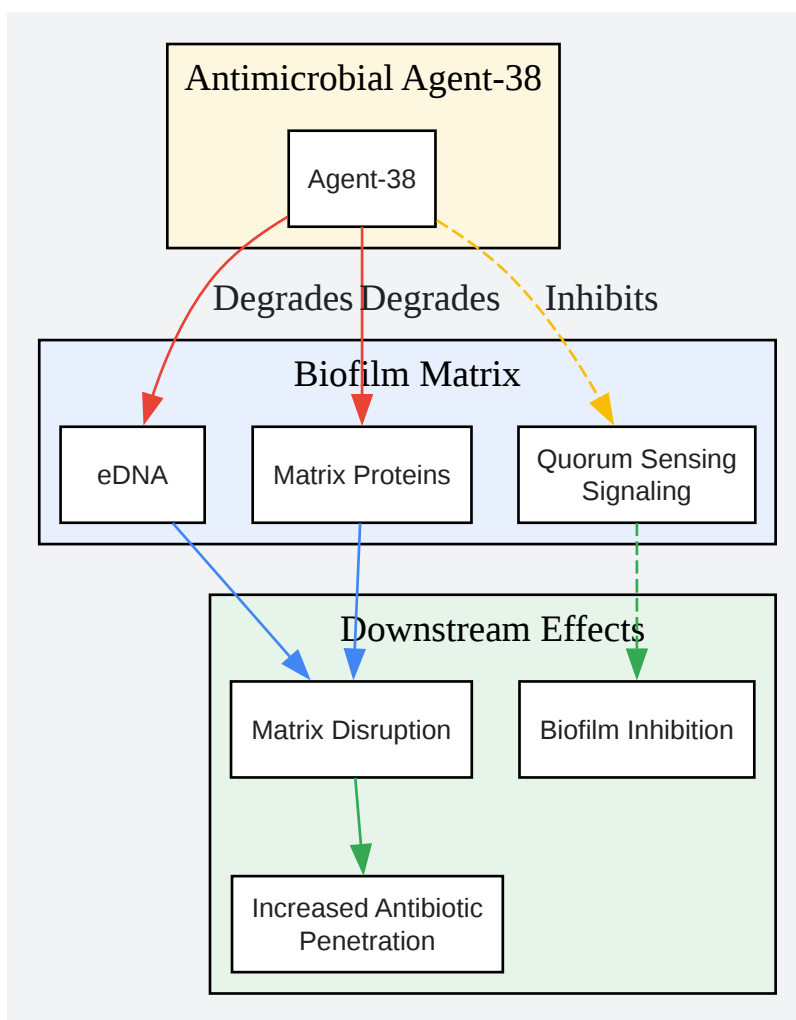 Antimicrobial Agent-38
Agent-38
Degrades
Degrades
Inhibits
Biofilm Matrix
eDNA
Matrix Proteins
Quorum Sensing
Signaling
Downstream Effects
Matrix Disruption
Biofilm Inhibition
Increased Antibiotic
Penetration